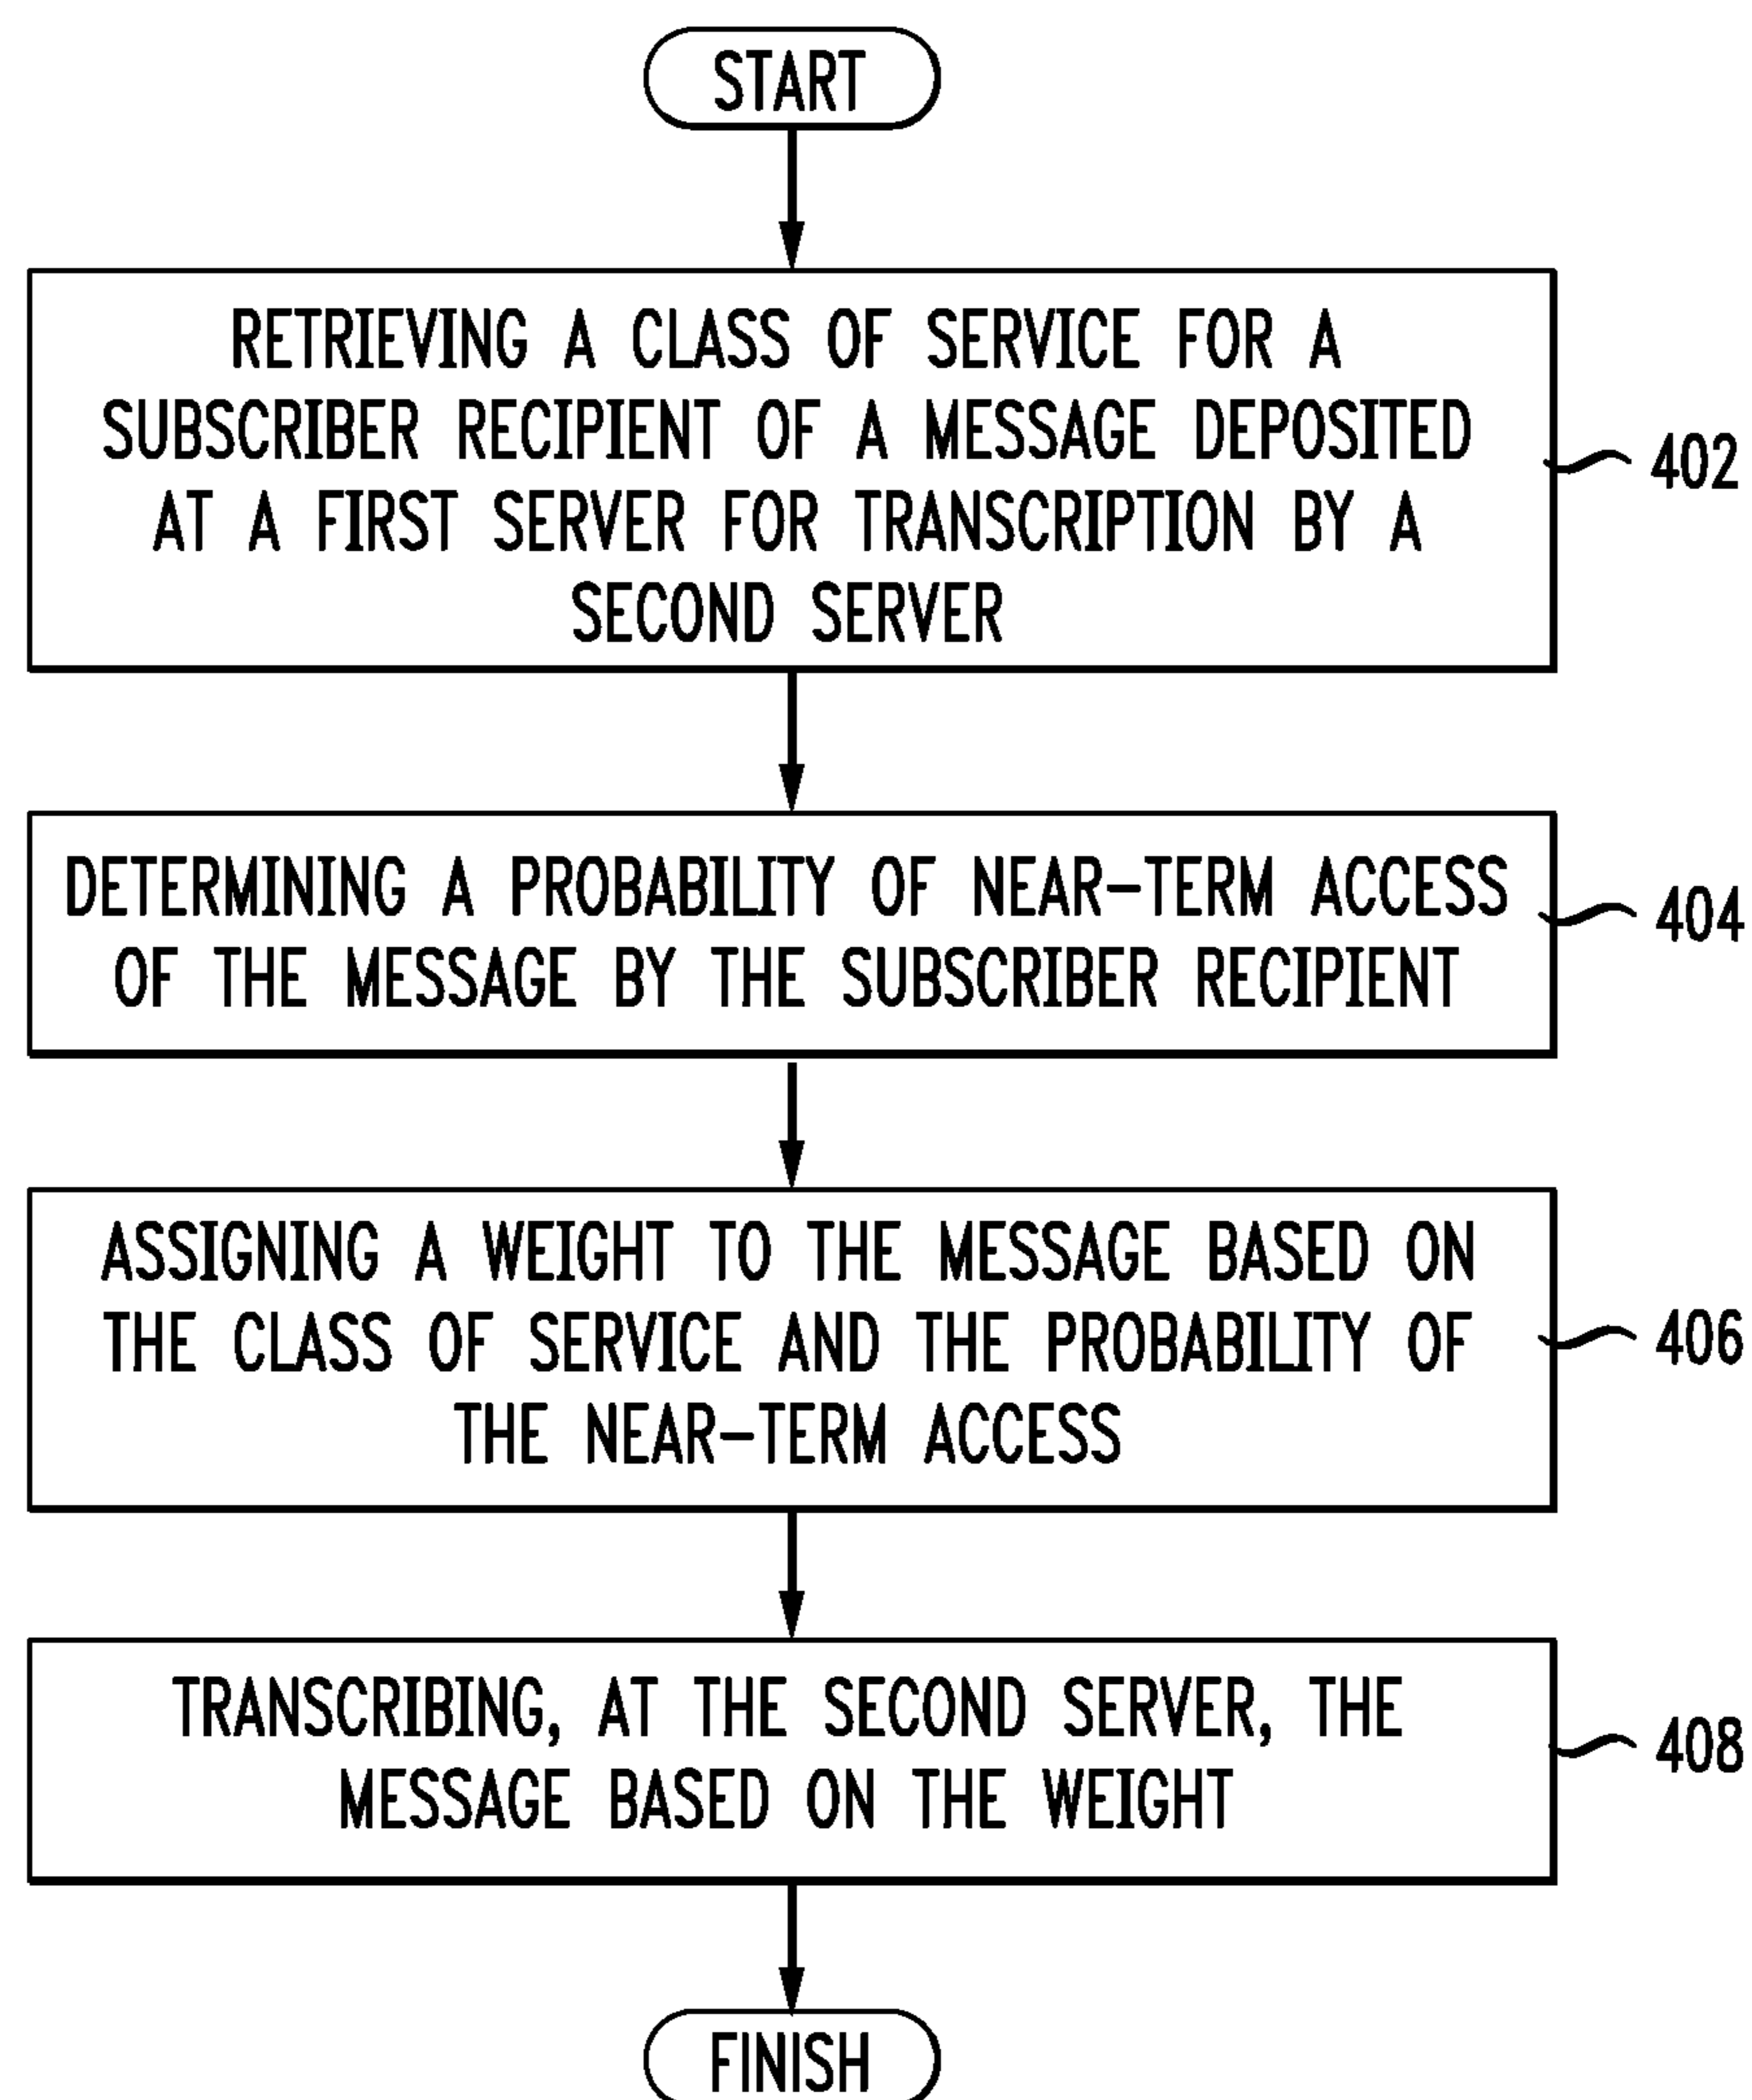 START
RETRIEVING A CLASS OF SERVICE FOR A
SUBSCRIBER RECIPIENT OF A MESSAGE DEPOSITED
AT A FIRST SERVER FOR TRANSCRIPTION BY A
SECOND SERVER
402
DETERMINING A PROBABILITY OF NEAR-TERM ACCESS
OF THE MESSAGE BY THE SUBSCRIBER RECIPIENT
404
ASSIGNING A WEIGHT TO THE MESSAGE BASED ON
THE CLASS OF SERVICE AND THE PROBABILITY OF
THE NEAR-TERM ACCESS
406
TRANSCRIBING, AT THE SECOND SERVER, THE
MESSAGE BASED ON THE WEIGHT
408
FINISH